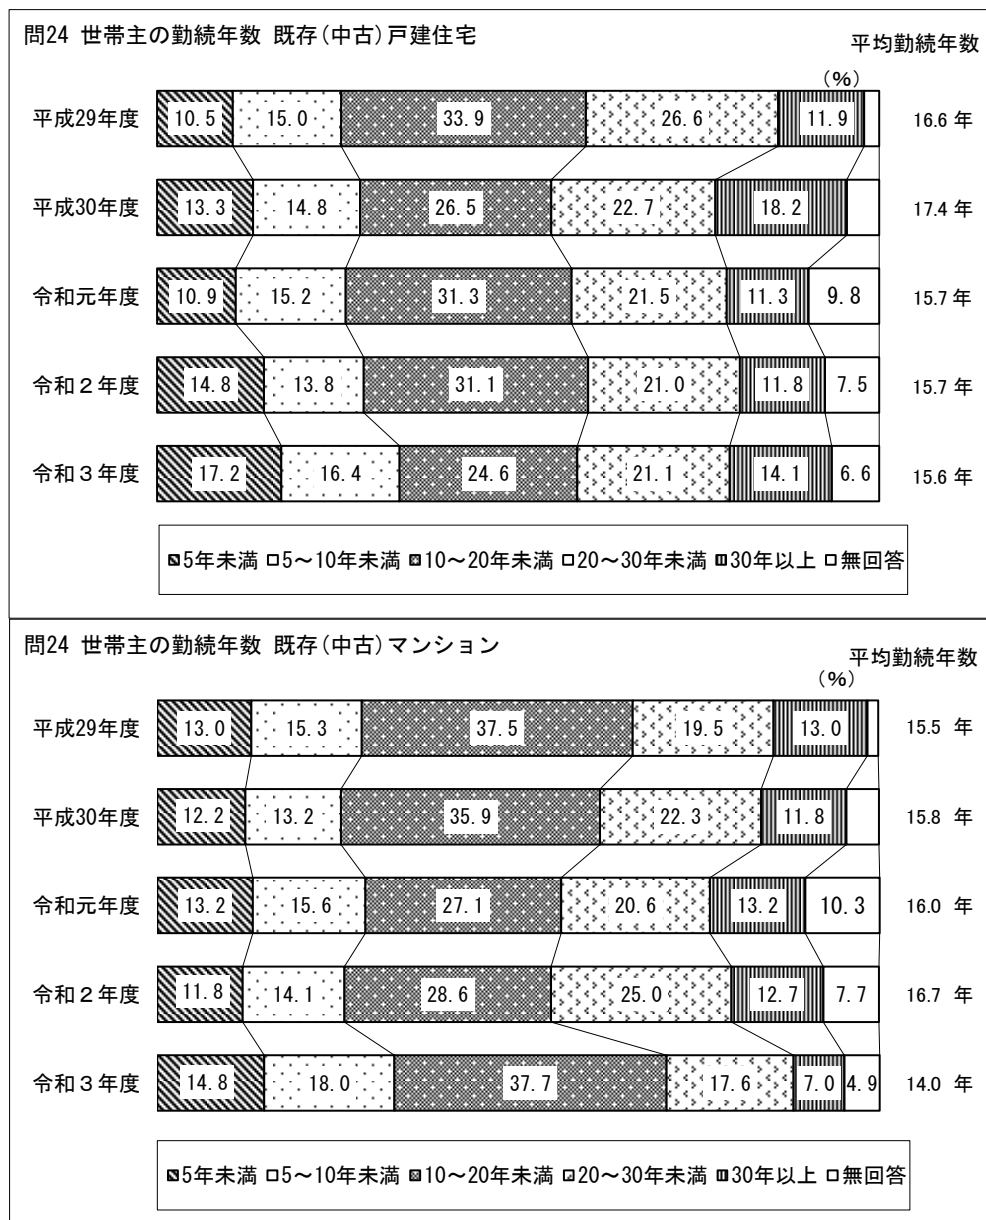 問24 世帯主の勤続年数 既存(中古)戸建住宅
平均勤続年数
(%)
平成29年度 10.5 15.0 33.9 26.6 11.9 16.6 年
平成30年度 13.3 14.8 26.5 22.7 18.2 17.4 年
令和元年度 10.9 15.2 31.3 21.5 11.3 9.8 15.7 年
令和2年度 14.8 13.8 31.1 21.0 11.8 7.5 15.7 年
令和3年度 17.2 16.4 24.6 21.1 14.1 6.6 15.6 年
5年未満 5~10年未満 10~20年未満 20~30年未満 30年以上 無回答
問24 世帯主の勤続年数 既存(中古)マンション
平均勤続年数
(%)
平成29年度 13.0 15.3 37.5 19.5 13.0 15.5 年
平成30年度 12.2 13.2 35.9 22.3 11.8 15.8 年
令和元年度 13.2 15.6 27.1 20.6 13.2 10.3 16.0 年
令和2年度 11.8 14.1 28.6 25.0 12.7 7.7 16.7 年
令和3年度 14.8 18.0 37.7 17.6 7.0 4.9 14.0 年
5年未満 5~10年未満 10~20年未満 20~30年未満 30年以上 無回答